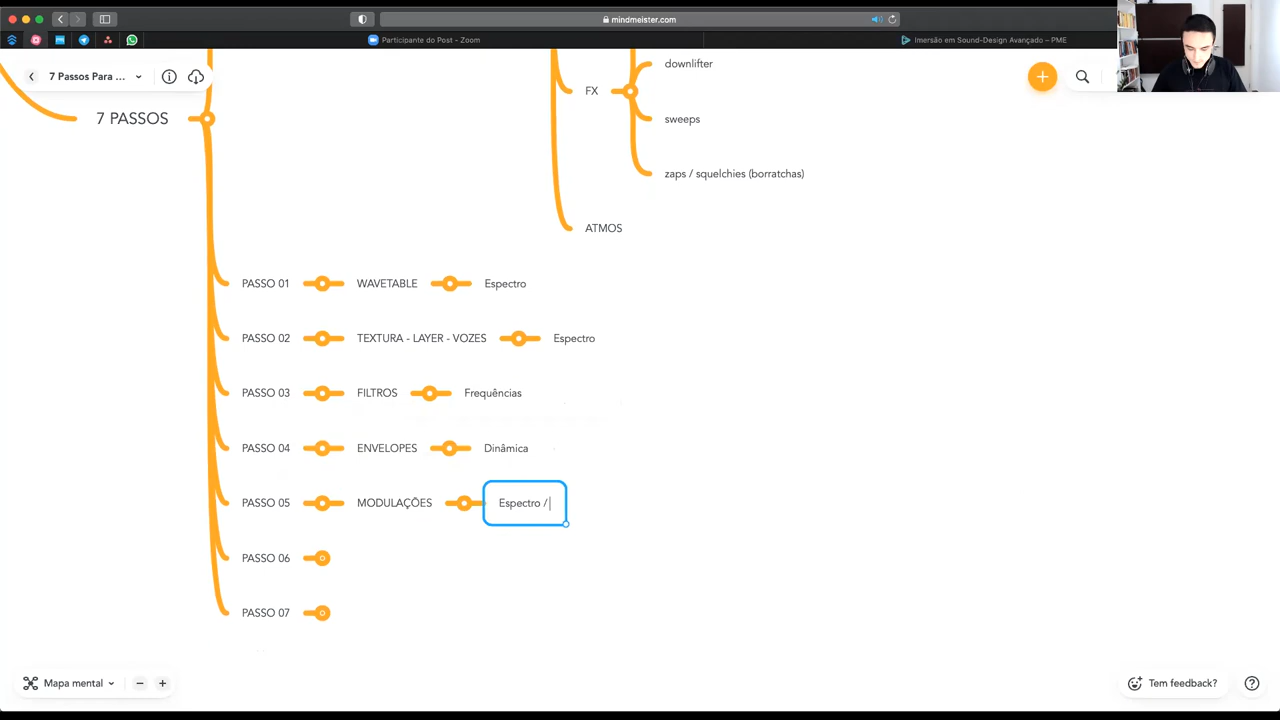 mindmeister.com
Participante do Post - Zoom
Imersão em Sound-Design Avançado – PME
7 Passos Para ...
7 PASSOS
FX
downlifter
sweeps
zaps / squelchies (borratchas)
ATMOS
PASSO 01 WAVETABLE Espectro
PASSO 02 TEXTURA - LAYER - VOZES Espectro
PASSO 03 FILTROS Frequências
PASSO 04 ENVELOPES Dinâmica
PASSO 05 MODULAÇÕES Espectro /
PASSO 06
PASSO 07
Mapa mental
Tem feedback?